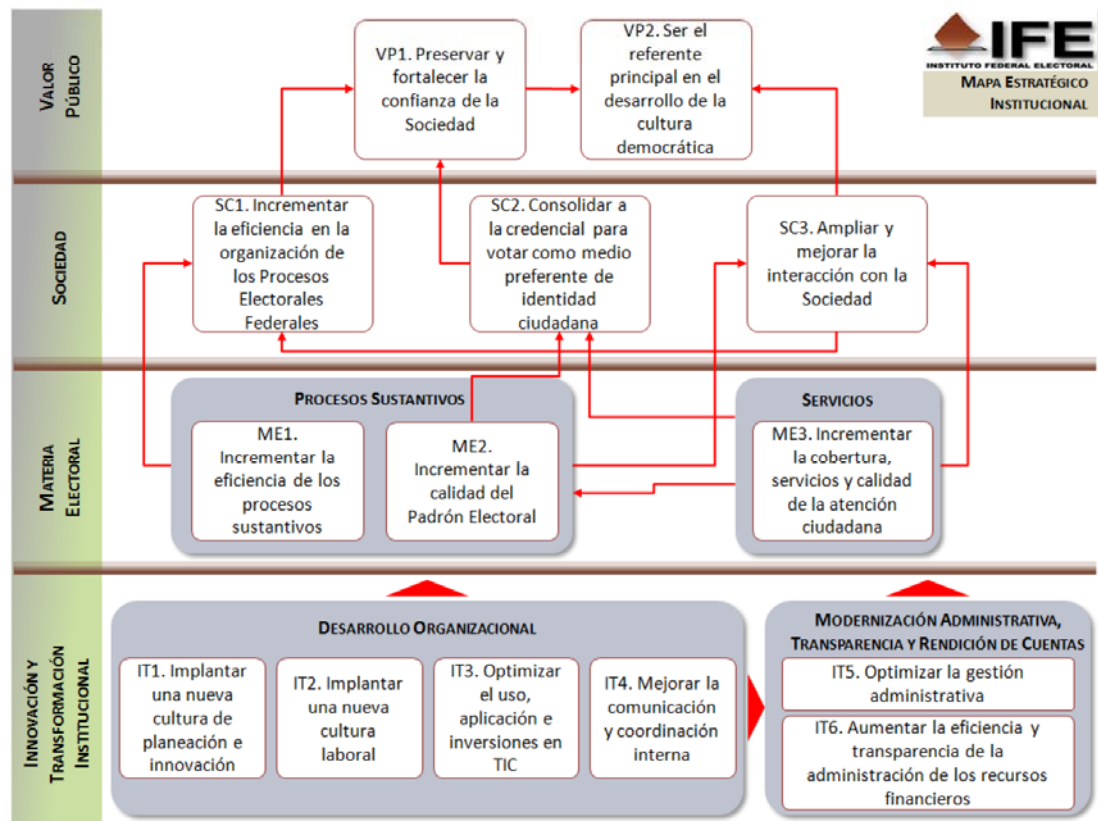 IFE
INSTITUTO FEDERAL ELECTORAL
MAPA ESTRATÉGICO
INSTITUCIONAL
VALOR
PÚBLICO
VP1. Preservar y
fortalecer la
confianza de la
Sociedad
VP2. Ser el
referente
principal en el
desarrollo de la
cultura
democrática
SOCIEDAD
SC1. Incrementar
la eficiencia en la
organización de
los Procesos
Electorales
Federales
SC2. Consolidar a
la credencial para
votar como medio
preferente de
identidad
ciudadana
SC3. Ampliar y
mejorar la
interacción con la
Sociedad
MATERIA
ELECTORAL
PROCESOS SUSTANTIVOS
ME1.
Incrementar la
eficiencia de los
procesos
sustantivos
ME2.
Incrementar la
calidad del
Padrón Electoral
SERVICIOS
ME3. Incrementar
la cobertura,
servicios y calidad
de la atención
ciudadana
INNOVACIÓN Y
TRANSFORMACIÓN
INSTITUCIONAL
DESARROLLO ORGANIZACIONAL
IT1. Implantar
una nueva
cultura de
planeación e
innovación
IT2. Implantar
una nueva
cultura
laboral
IT3. Optimizar
el uso,
aplicación e
inversiones en
TIC
IT4. Mejorar la
comunicación
y coordinación
interna
MODERNIZACIÓN ADMINISTRATIVA,
TRANSPARENCIA Y RENDICIÓN DE CUENTAS
IT5. Optimizar la gestión
administrativa
IT6. Aumentar la eficiencia y
transparencia de la
administración de los recursos
financieros